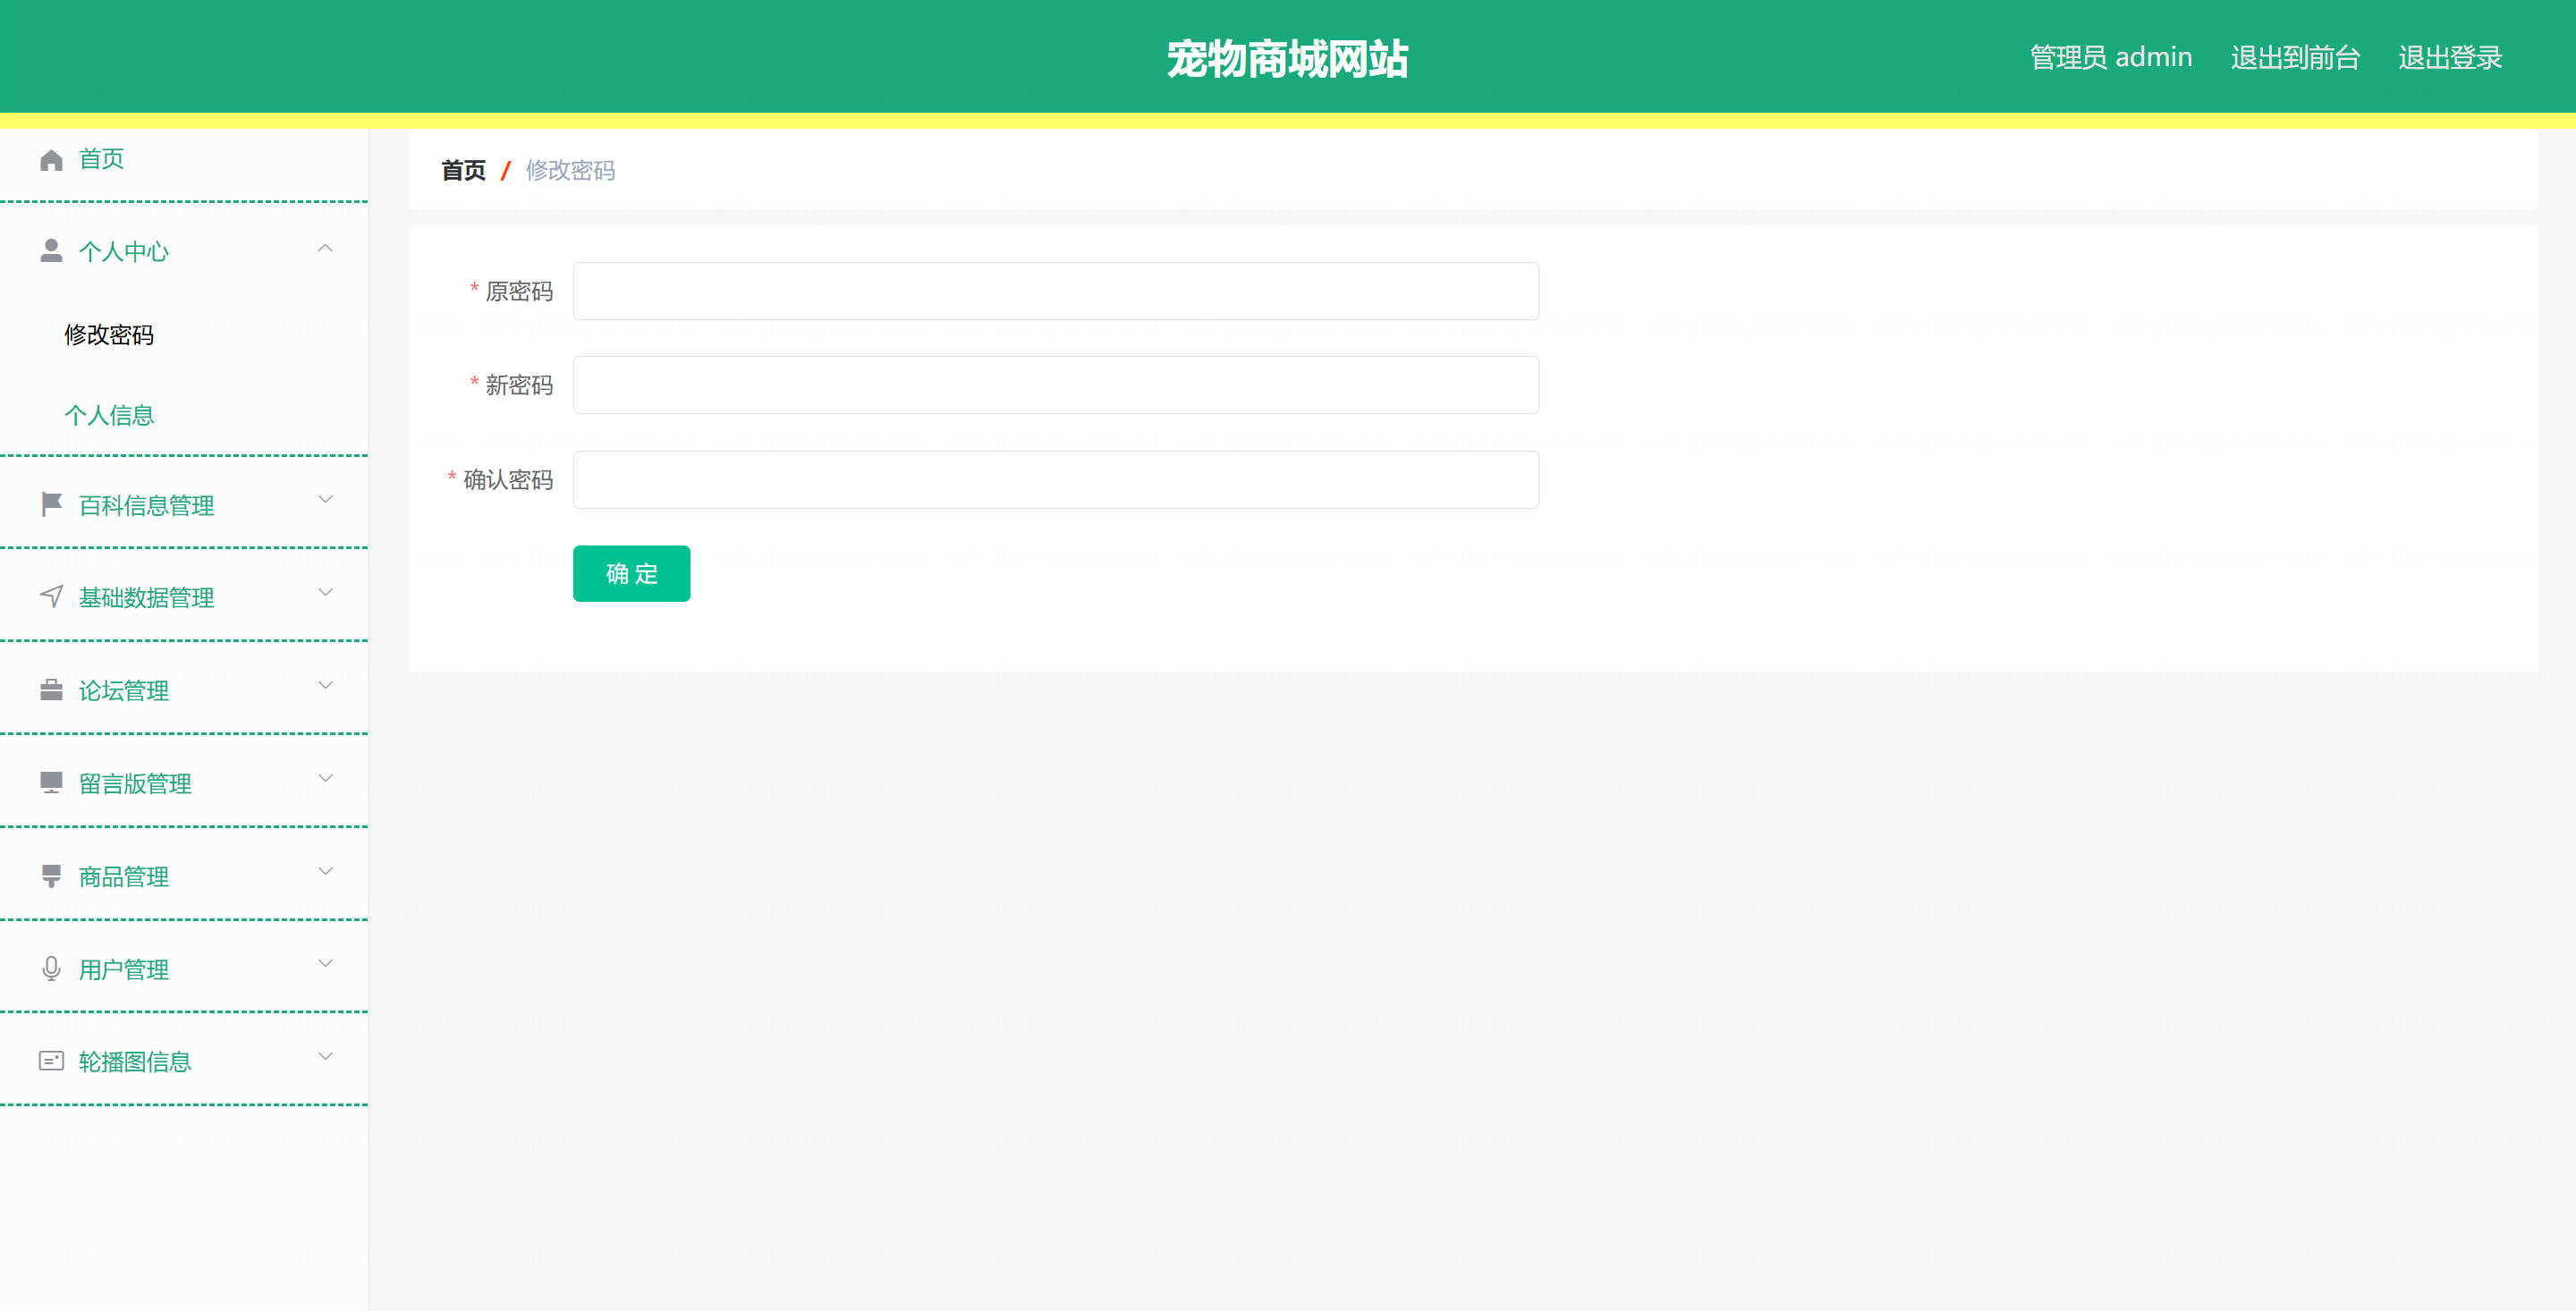 宠物商城网站
管理员 admin 退出到前台 退出登录
首页
个人中心
修改密码
个人信息
百科信息管理
基础数据管理
论坛管理
留言版管理
商品管理
用户管理
轮播图信息
首页 / 修改密码
* 原密码
* 新密码
* 确认密码
确 定